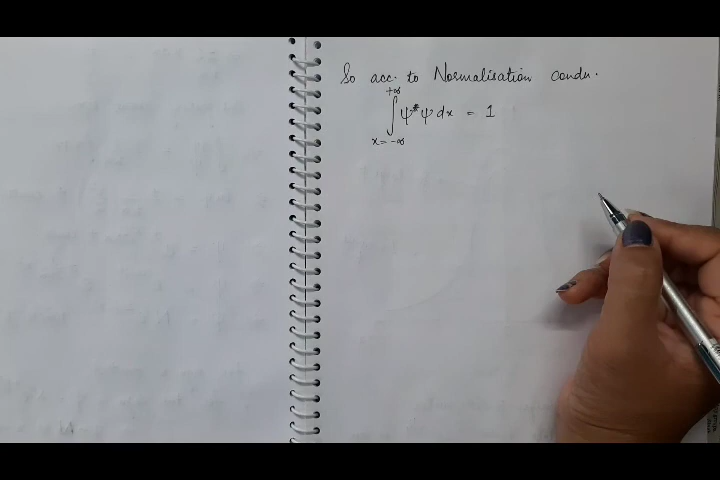 So acc. to Normalisation condn.
+∞
∫ ψ* ψ dx = 1
x = -∞